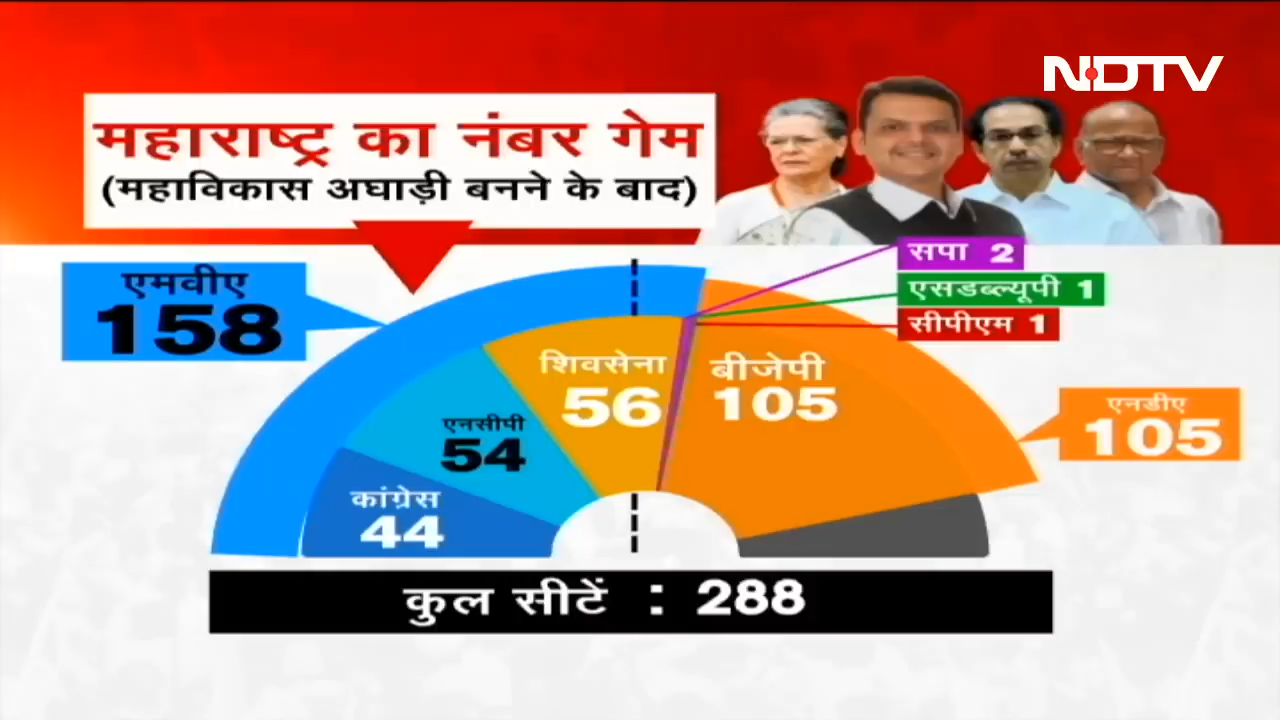 NDTV
महाराष्ट्र का नंबर गेम
(महाविकास अघाड़ी बनने के बाद)
एमवीए
158
सपा 2
एसडब्ल्यूपी 1
सीपीएम 1
शिवसेना
56
बीजेपी
105
एनडीए
105
एनसीपी
54
कांग्रेस
44
कुल सीटें : 288